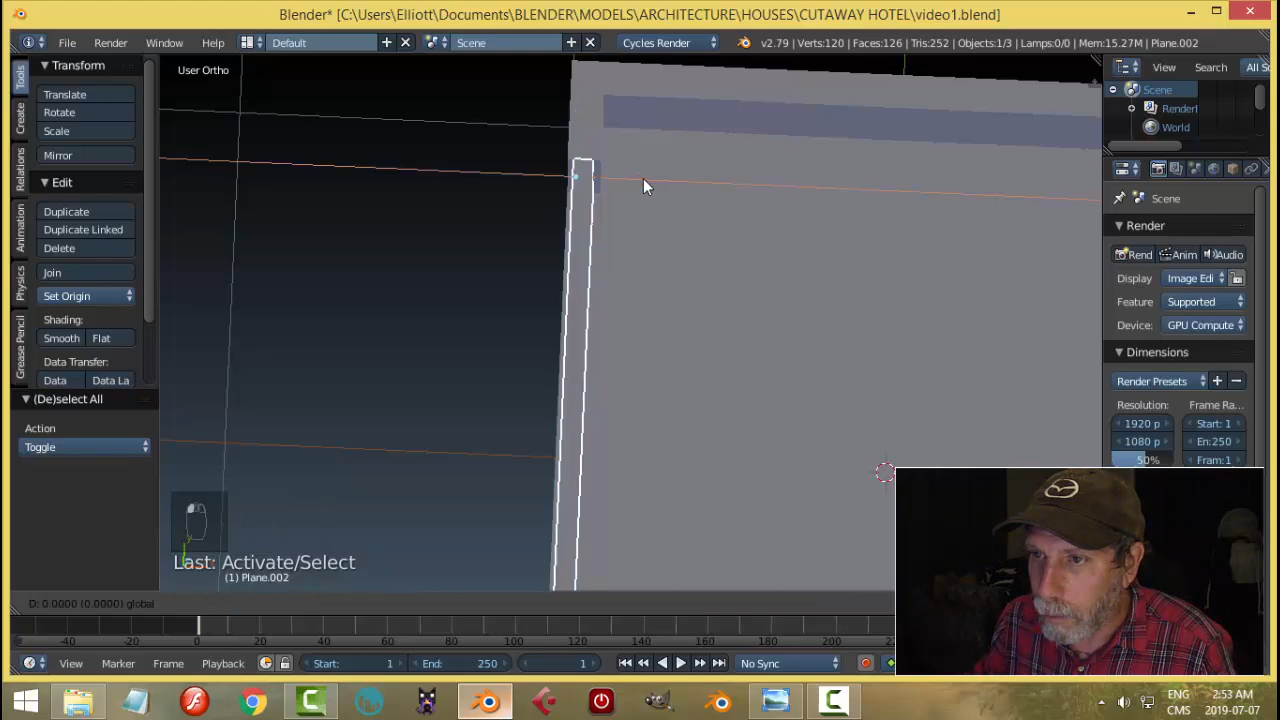 Blender* [C:\Users\Elliott\Documents\BLENDER\MODELS\ARCHITECTURE\HOUSES\CUTAWAY HOTEL\video1.blend]
File Render Window Help Default Scene Cycles Render v2.79 | Verts:120 | Faces:126 | Tris:252 | Objects:1/3 | Lamps:0/0 | Mem:15.27M | Plane.002
Transform
Translate
Rotate
Scale
Mirror
Edit
Duplicate
Duplicate Linked
Delete
Join
Set Origin
Shading:
Smooth Flat
Data Transfer:
Data Data La
(De)select All
Action
Toggle
Tools
Create
Relations
Animation
Physics
Grease Pencil
User Ortho
Last: Activate/Select
(1) Plane.002
D: 0.0000 (0.0000) global
View Search All Sc
Scene
RenderI
World
Scene
Render
Rend Anim Audio
Display Image Edi
Feature Supported
Device: GPU Compute
Dimensions
Render Presets
Resolution: Frame Ra...
1920 p Start: 1
1080 p En:250
50% Fram:1
-40 -20 0 20 40 60 80 100 120 140 160 180 200
View Marker Frame Playback Start: 1 End: 250 1 No Sync
ENG
CMS
2:53 AM
2019-07-07